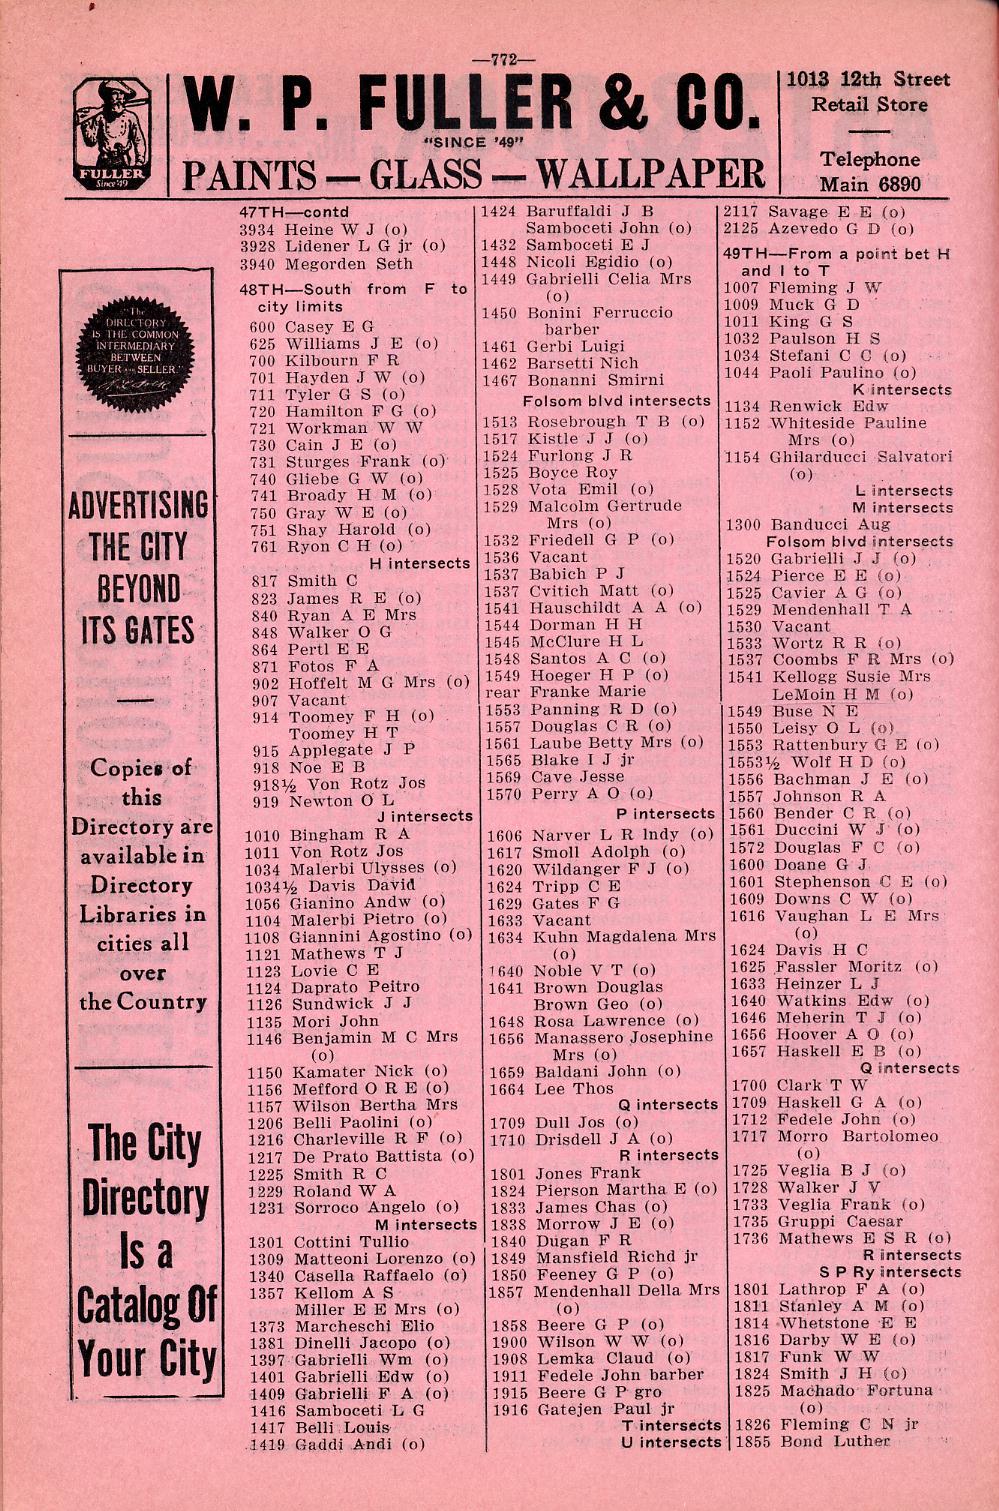 —772—
W. P. FULLER & CO.
"SINCE '49"
PAINTS — GLASS — WALLPAPER
1013 12th Street
Retail Store
Telephone
Main 6890
FULLER
Since '49
"The
DIRECTORY
IS THE COMMON
INTERMEDIARY
BETWEEN
BUYER AND SELLER."
ADVERTISING
THE CITY
BEYOND
ITS GATES
Copies of
this
Directory are
available in
Directory
Libraries in
cities all
over
the Country
The City
Directory
Is a
Catalog Of
Your City
47TH—contd
3934 Heine W J (o)
3928 Lidener L G jr (o)
3940 Megorden Seth
48TH—South from F to
city limits
600 Casey E G
625 Williams J E (o)
700 Kilbourn F R
701 Hayden J W (o)
711 Tyler G S (o)
720 Hamilton F G (o)
721 Workman W W
730 Cain J E (o)
731 Sturges Frank (o)
740 Gliebe G W (o)
741 Broady H M (o)
750 Gray W E (o)
751 Shay Harold (o)
761 Ryon C H (o)
H intersects
817 Smith C
823 James R E (o)
840 Ryan A E Mrs
848 Walker O G
864 Pertl E E
871 Fotos F A
902 Hoffelt M G Mrs (o)
907 Vacant
914 Toomey F H (o)
Toomey H T
915 Applegate J P
918 Noe E B
918½ Von Rotz Jos
919 Newton O L
J intersects
1010 Bingham R A
1011 Von Rotz Jos
1034 Malerbi Ulysses (o)
1034½ Davis David
1056 Gianino Andw (o)
1104 Malerbi Pietro (o)
1108 Giannini Agostino (o)
1121 Mathews T J
1123 Lovie C E
1124 Daprato Peitro
1126 Sundwick J J
1135 Mori John
1146 Benjamin M C Mrs
(o)
1150 Kamater Nick (o)
1156 Mefford O R E (o)
1157 Wilson Bertha Mrs
1206 Belli Paolini (o)
1216 Charleville R F (o)
1217 De Prato Battista (o)
1225 Smith R C
1229 Roland W A
1231 Sorroco Angelo (o)
M intersects
1301 Cottini Tullio
1309 Matteoni Lorenzo (o)
1340 Casella Raffaelo (o)
1357 Kellom A S
Miller E E Mrs (o)
1373 Marcheschi Elio
1381 Dinelli Jacopo (o)
1397 Gabrielli Wm (o)
1401 Gabrielli Edw (o)
1409 Gabrielli F A (o)
1416 Samboceti L G
1417 Belli Louis
1419 Gaddi Andi (o)
1424 Baruffaldi J B
Samboceti John (o)
1432 Samboceti E J
1448 Nicoli Egidio (o)
1449 Gabrielli Celia Mrs
(o)
1450 Bonini Ferruccio
barber
1461 Gerbi Luigi
1462 Barsetti Nich
1467 Bonanni Smirni
Folsom blvd intersects
1513 Rosebrough T B (o)
1517 Kistle J J (o)
1524 Furlong J R
1525 Boyce Roy
1528 Vota Emil (o)
1529 Malcolm Gertrude
Mrs (o)
1532 Friedell G P (o)
1536 Vacant
1537 Babich P J
1537 Cvitich Matt (o)
1541 Hauschildt A A (o)
1544 Dorman H H
1545 McClure H L
1548 Santos A C (o)
1549 Hoeger H P (o)
rear Franke Marie
1553 Panning R D (o)
1557 Douglas C R (o)
1561 Laube Betty Mrs (o)
1565 Blake I J jr
1569 Cave Jesse
1570 Perry A O (o)
P intersects
1606 Narver L R Indy (o)
1617 Smoll Adolph (o)
1620 Wildanger F J (o)
1624 Tripp C E
1629 Gates F G
1633 Vacant
1634 Kuhn Magdalena Mrs
(o)
1640 Noble V T (o)
1641 Brown Douglas
Brown Geo (o)
1648 Rosa Lawrence (o)
1656 Manassero Josephine
Mrs (o)
1659 Baldani John (o)
1664 Lee Thos
Q intersects
1709 Dull Jos (o)
1710 Drisdell J A (o)
R intersects
1801 Jones Frank
1824 Pierson Martha E (o)
1833 James Chas (o)
1838 Morrow J E (o)
1840 Dugan F R
1849 Mansfield Richd jr
1850 Feeney G P (o)
1857 Mendenhall Della Mrs
(o)
1858 Beere G P (o)
1900 Wilson W W (o)
1908 Lemka Claud (o)
1911 Fedele John barber
1915 Beere G P gro
1916 Gatejen Paul jr
T intersects
U intersects
2117 Savage E E (o)
2125 Azevedo G D (o)
49TH—From a point bet H
and I to T
1007 Fleming J W
1009 Muck G D
1011 King G S
1032 Paulson H S
1034 Stefani C C (o)
1044 Paoli Paulino (o)
K intersects
1134 Renwick Edw
1152 Whiteside Pauline
Mrs (o)
1154 Ghilarducci Salvatori
(o)
L intersects
M intersects
1300 Banducci Aug
Folsom blvd intersects
1520 Gabrielli J J (o)
1524 Pierce E E (o)
1525 Cavier A G (o)
1529 Mendenhall T A
1530 Vacant
1533 Wortz R R (o)
1537 Coombs F R Mrs (o)
1541 Kellogg Susie Mrs
LeMoin H M (o)
1549 Buse N E
1550 Leisy O L (o)
1553 Rattenbury G E (o)
1553½ Wolf H D (o)
1556 Bachman J E (o)
1557 Johnson R A
1560 Bender C R (o)
1561 Duccini W J (o)
1572 Douglas F C (o)
1600 Doane G J
1601 Stephenson C E (o)
1609 Downs C W (o)
1616 Vaughan L E Mrs
(o)
1624 Davis H C
1625 Fassler Moritz (o)
1633 Heinzer L J
1640 Watkins Edw (o)
1646 Meherin T J (o)
1656 Hoover A O (o)
1657 Haskell E B (o)
Q intersects
1700 Clark T W
1709 Haskell G A (o)
1712 Fedele John (o)
1717 Morro Bartolomeo
(o)
1725 Veglia B J (o)
1728 Walker J V
1733 Veglia Frank (o)
1735 Gruppi Caesar
1736 Mathews E S R (o)
R intersects
S P Ry intersects
1801 Lathrop F A (o)
1811 Stanley A M (o)
1814 Whetstone E E
1816 Darby W E (o)
1817 Funk W W
1824 Smith J H (o)
1825 Machado Fortuna
(o)
1826 Fleming C N jr
1855 Bond Luther